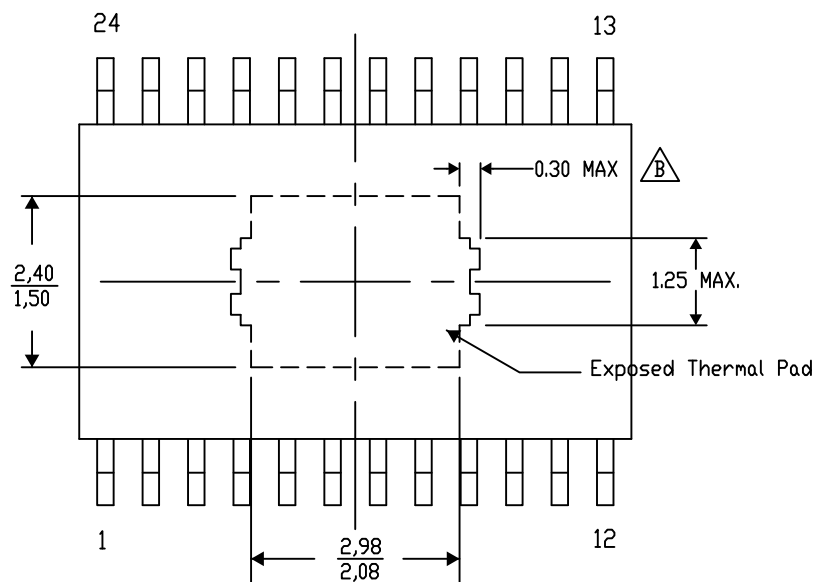 24
13
0.30 MAX
B
2,40
1,50
1.25 MAX.
Exposed Thermal Pad
1
12
2,98
2,08